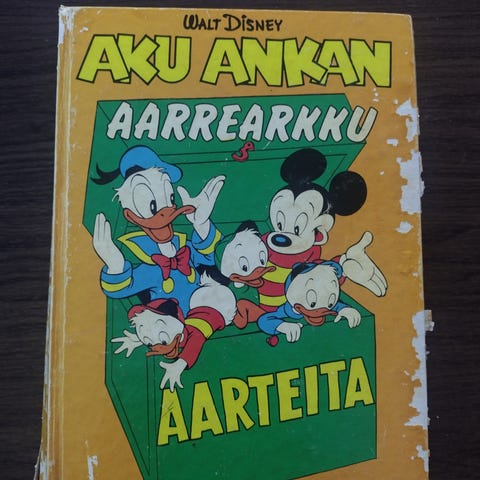 WALT DISNEY
AKU ANKAN
AARREARKKU
AARTEITA